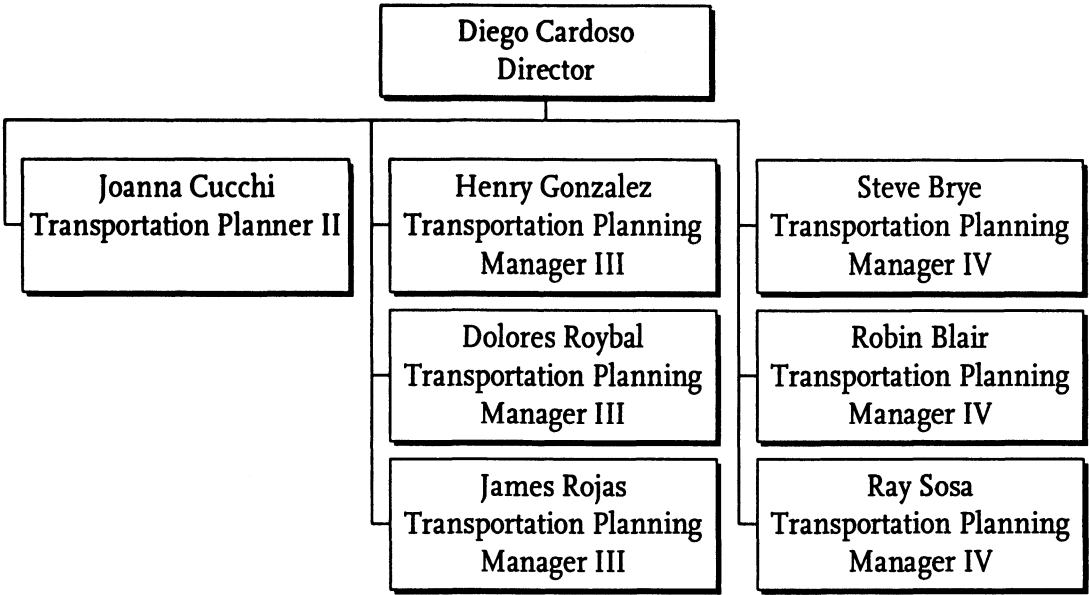 Diego Cardoso
Director
Joanna Cucchi
Transportation Planner II
Henry Gonzalez
Transportation Planning
Manager III
Steve Brye
Transportation Planning
Manager IV
Dolores Roybal
Transportation Planning
Manager III
Robin Blair
Transportation Planning
Manager IV
James Rojas
Transportation Planning
Manager III
Ray Sosa
Transportation Planning
Manager IV